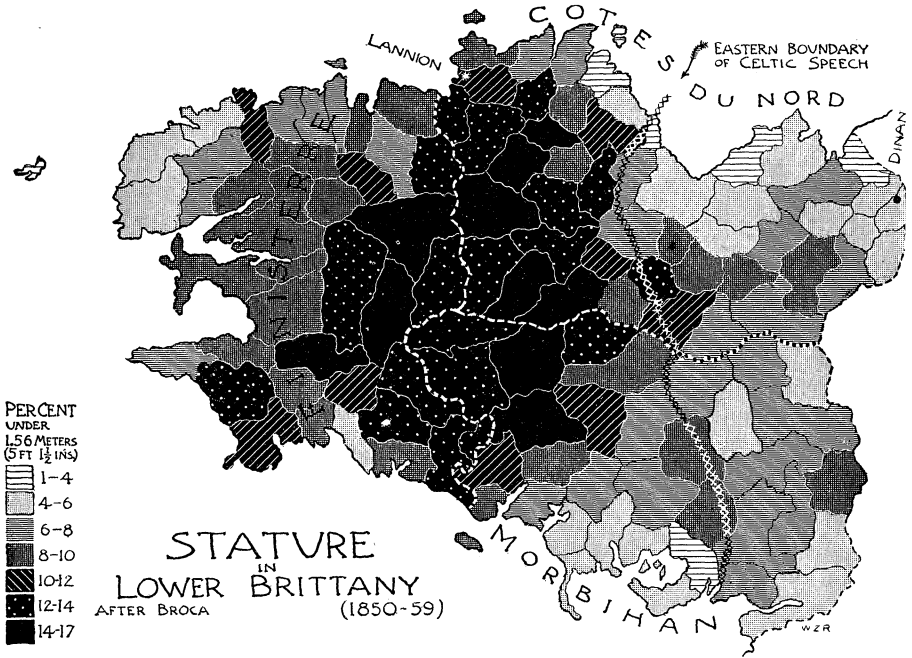 COTES DU NORD
LANNION
EASTERN BOUNDARY
OF CELTIC SPEECH
DINAN
FINISTERRE
PER CENT
UNDER
1.56 METERS
(5 FT 1½ INS)
1-4
4-6
6-8
8-10
10-12
12-14
14-17
STATURE
IN
LOWER BRITTANY
AFTER BROCA (1850-59)
MORBIHAN
WZR